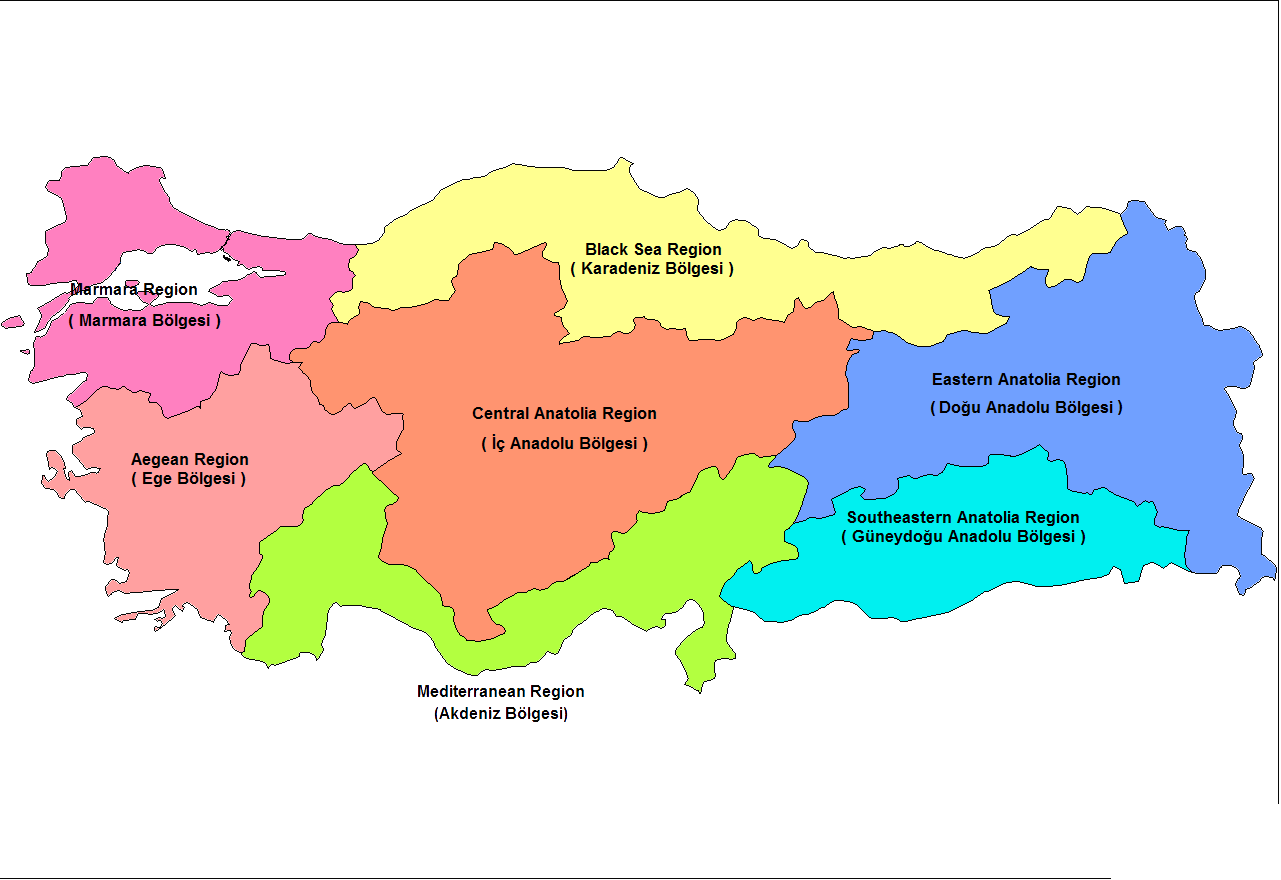 Black Sea Region
( Karadeniz Bölgesi )
Marmara Region
( Marmara Bölgesi )
Eastern Anatolia Region
( Doğu Anadolu Bölgesi )
Central Anatolia Region
( İç Anadolu Bölgesi )
Aegean Region
( Ege Bölgesi )
Southeastern Anatolia Region
( Güneydoğu Anadolu Bölgesi )
Mediterranean Region
(Akdeniz Bölgesi)